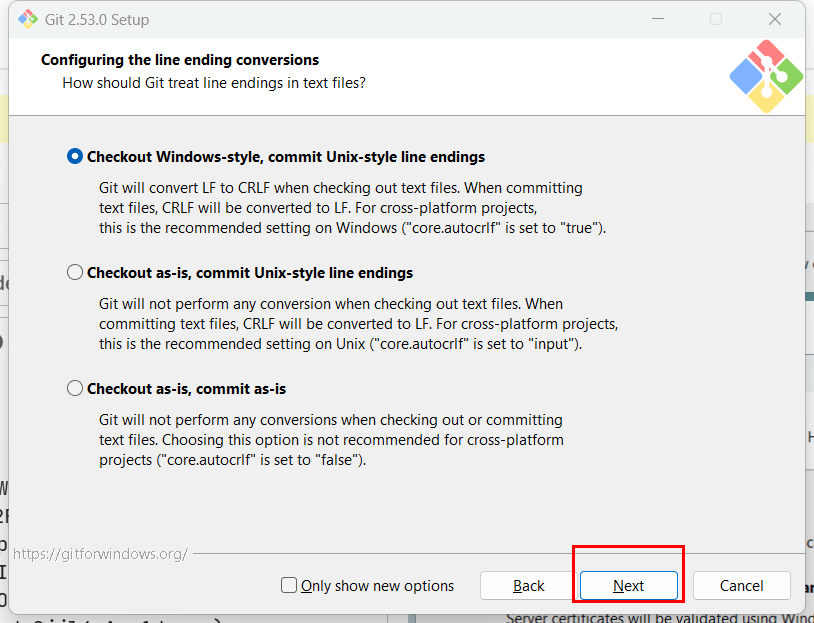 Git 2.53.0 Setup
Configuring the line ending conversions
How should Git treat line endings in text files?
Checkout Windows-style, commit Unix-style line endings
Git will convert LF to CRLF when checking out text files. When committing
text files, CRLF will be converted to LF. For cross-platform projects,
this is the recommended setting on Windows ("core.autocrlf" is set to "true").
Checkout as-is, commit Unix-style line endings
Git will not perform any conversion when checking out text files. When
committing text files, CRLF will be converted to LF. For cross-platform projects,
this is the recommended setting on Unix ("core.autocrlf" is set to "input").
Checkout as-is, commit as-is
Git will not perform any conversions when checking out or committing
text files. Choosing this option is not recommended for cross-platform
projects ("core.autocrlf" is set to "false").
https://gitforwindows.org/
Only show new options
Back
Next
Cancel
Server certificates will be validated using